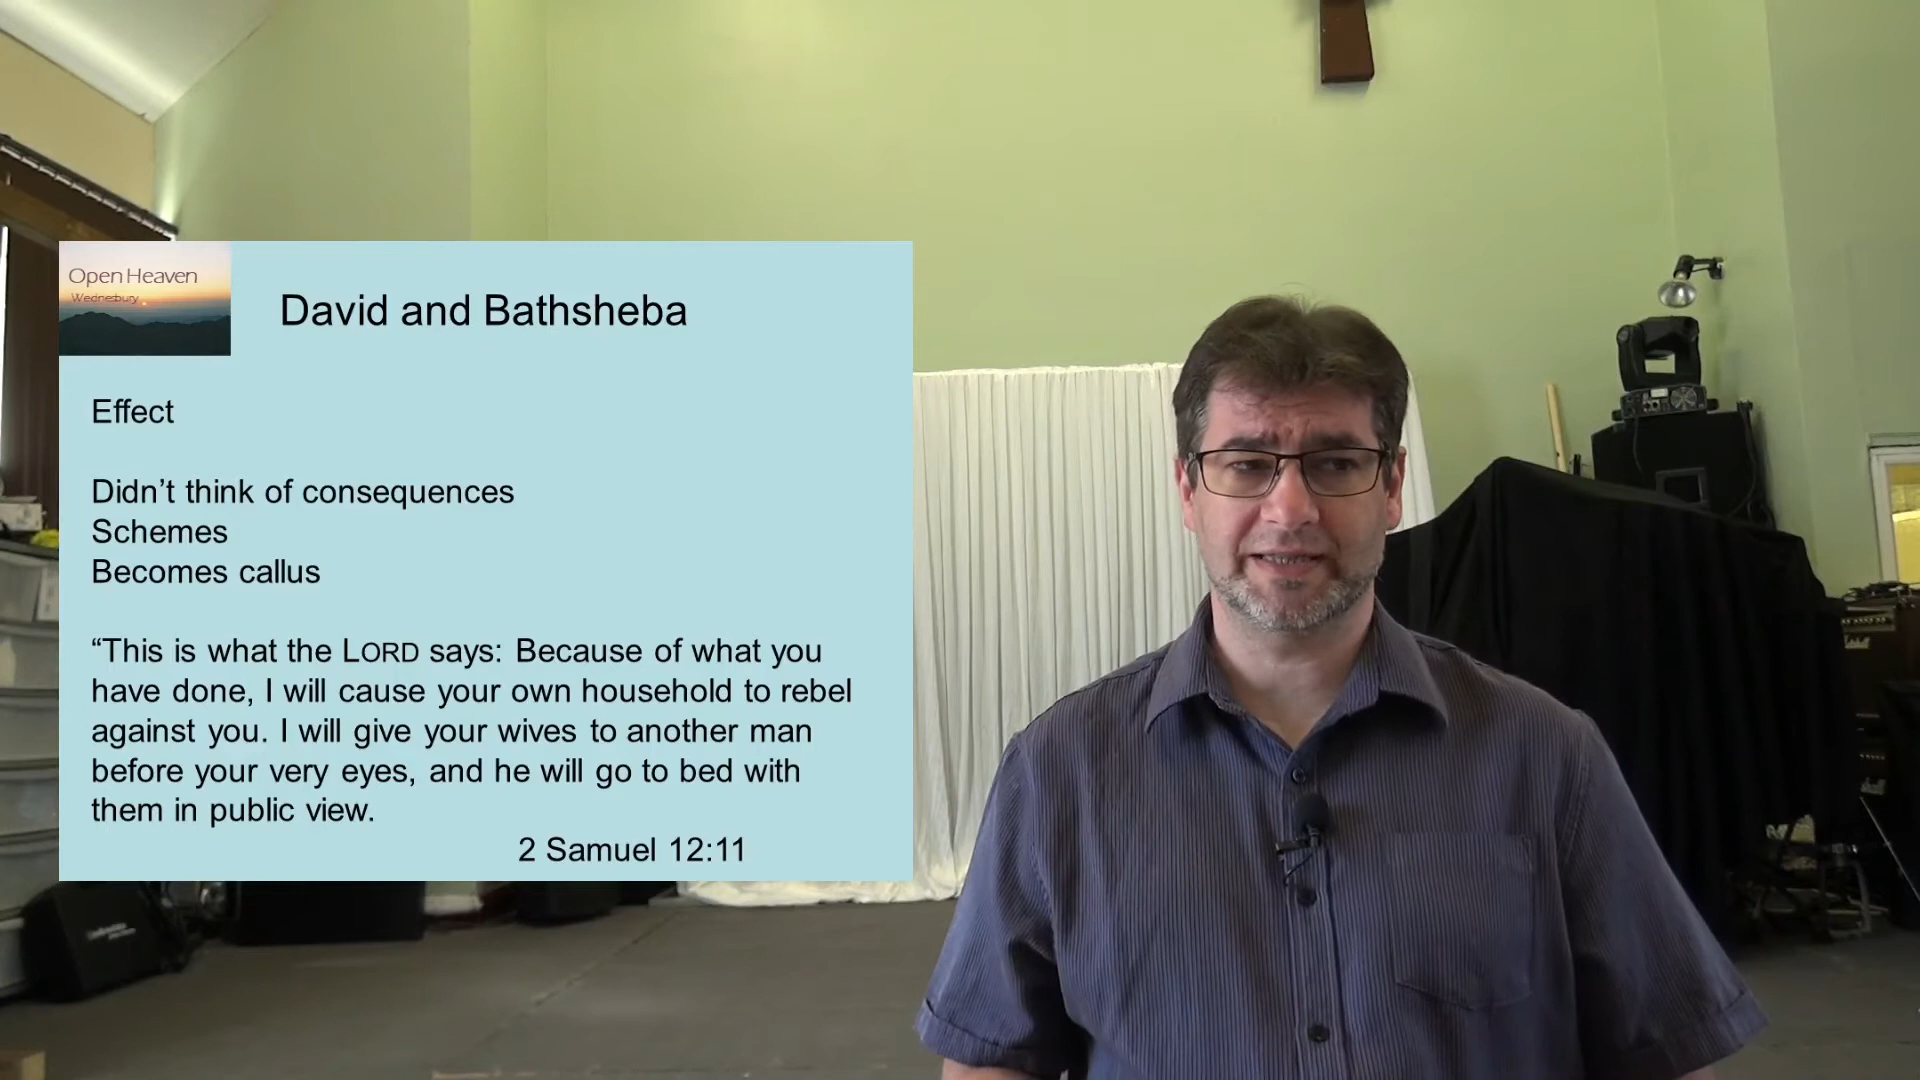 Open Heaven
Wednesbury
David and Bathsheba
Effect
Didn’t think of consequences
Schemes
Becomes callus
“This is what the LORD says: Because of what you
have done, I will cause your own household to rebel
against you. I will give your wives to another man
before your very eyes, and he will go to bed with
them in public view.
2 Samuel 12:11